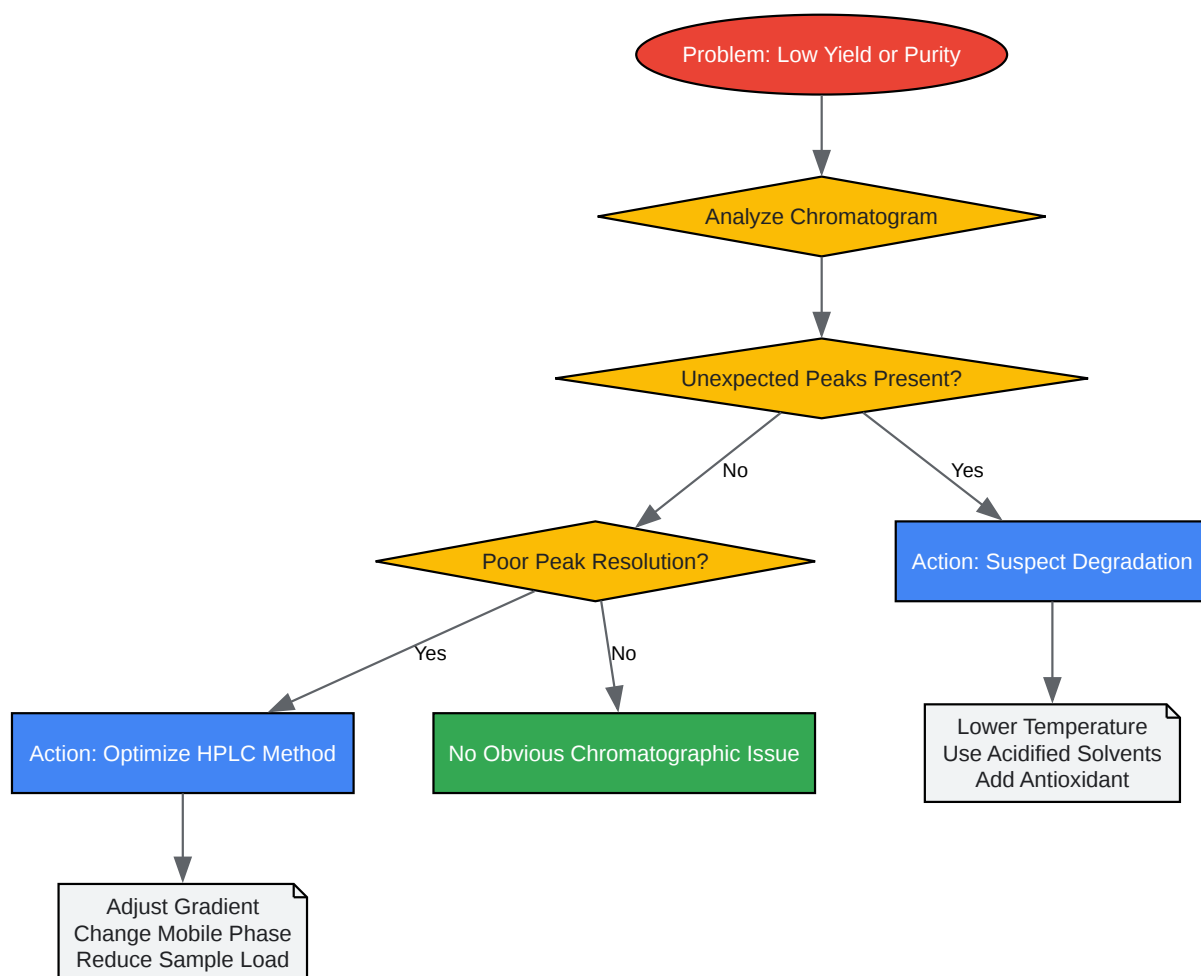 Problem: Low Yield or Purity
Analyze Chromatogram
Unexpected Peaks Present?
No
Yes
Poor Peak Resolution?
Action: Suspect Degradation
Yes
No
Lower Temperature
Use Acidified Solvents
Add Antioxidant
Action: Optimize HPLC Method
No Obvious Chromatographic Issue
Adjust Gradient
Change Mobile Phase
Reduce Sample Load